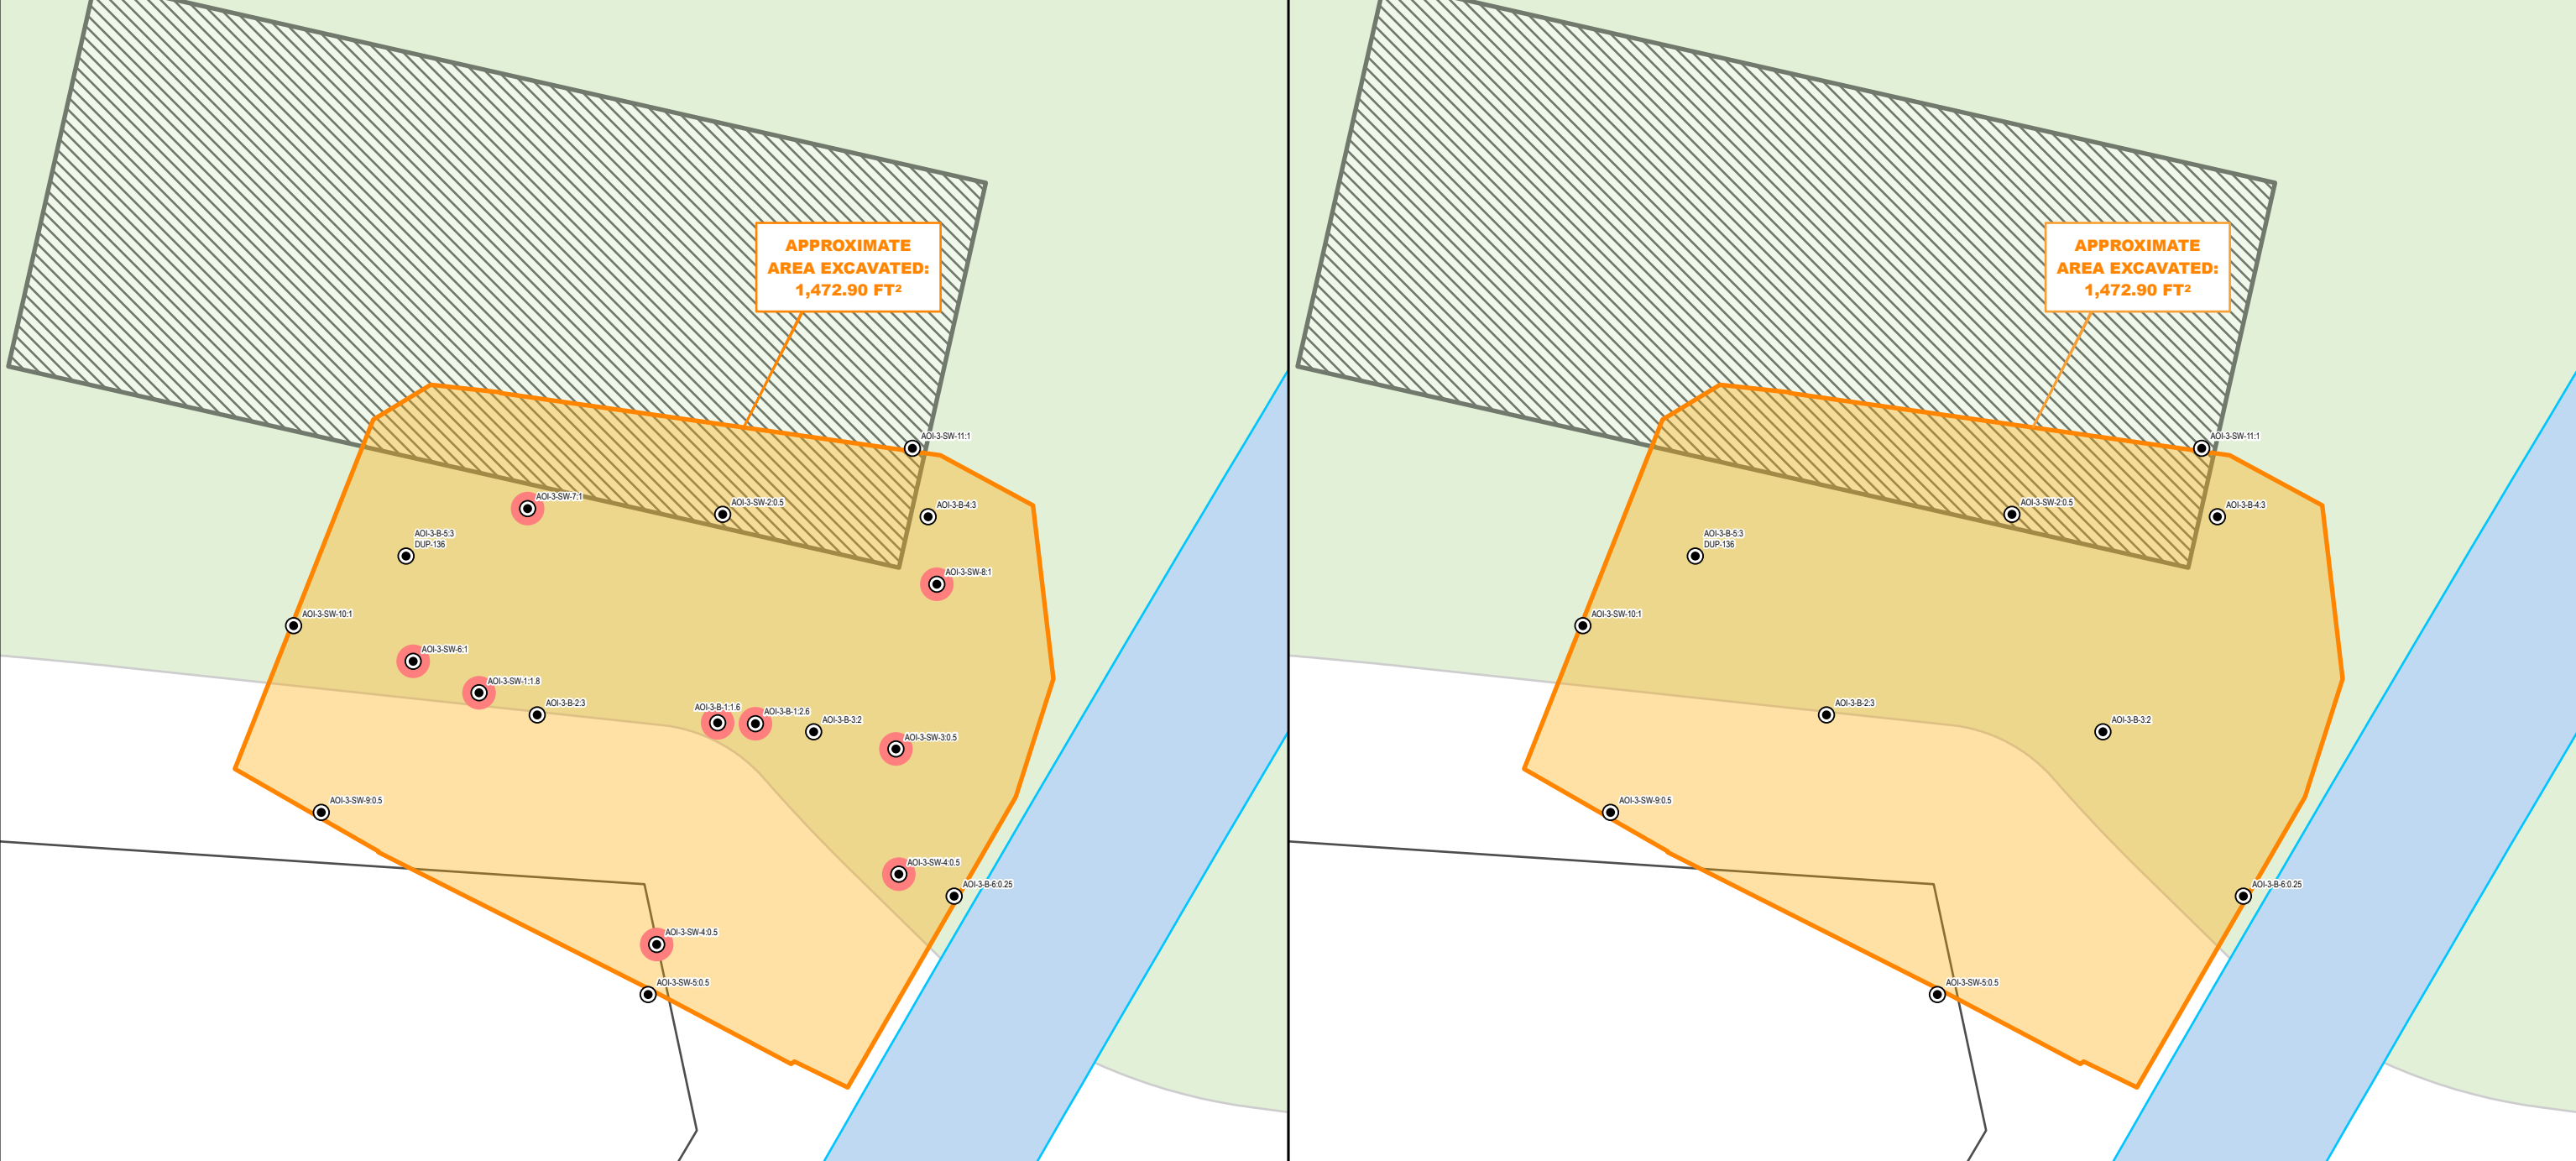 APPROXIMATE
AREA EXCAVATED:
1,472.90 FT²
AOI-3-SW-11:1
AOI-3-SW-7:1
AOI-3-SW-2:0.5
AOI-3-B-4:3
AOI-3-B-5:3
DUP-136
AOI-3-SW-8:1
AOI-3-SW-10:1
AOI-3-SW-6:1
AOI-3-SW-1:1.8
AOI-3-B-2:3
AOI-3-B-1:1.6
AOI-3-B-1:2.6
AOI-3-B-3:2
AOI-3-SW-3:0.5
AOI-3-SW-9:0.5
AOI-3-SW-4:0.5
AOI-3-B-6:0.25
AOI-3-SW-4:0.5
AOI-3-SW-5:0.5
APPROXIMATE
AREA EXCAVATED:
1,472.90 FT²
AOI-3-SW-11:1
AOI-3-SW-2:0.5
AOI-3-B-4:3
AOI-3-B-5:3
DUP-136
AOI-3-SW-10:1
AOI-3-B-2:3
AOI-3-B-3:2
AOI-3-SW-9:0.5
AOI-3-B-6:0.25
AOI-3-SW-5:0.5